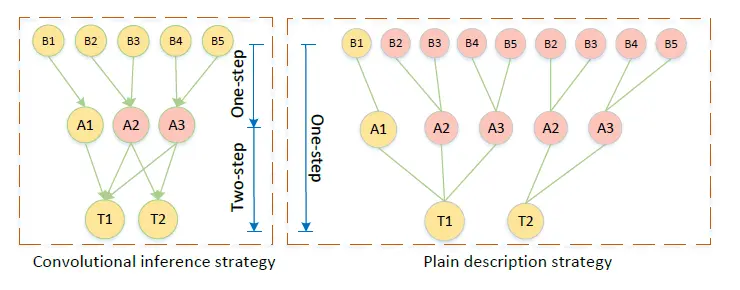 B1 B2 B3 B4 B5 B1 B2 B3 B4 B5 B2 B3 B4 B5
One-step
A1 A2 A3 A1 A2 A3 A2 A3
One-step
Two-step
T1 T2 T1 T2
Convolutional inference strategy Plain description strategy